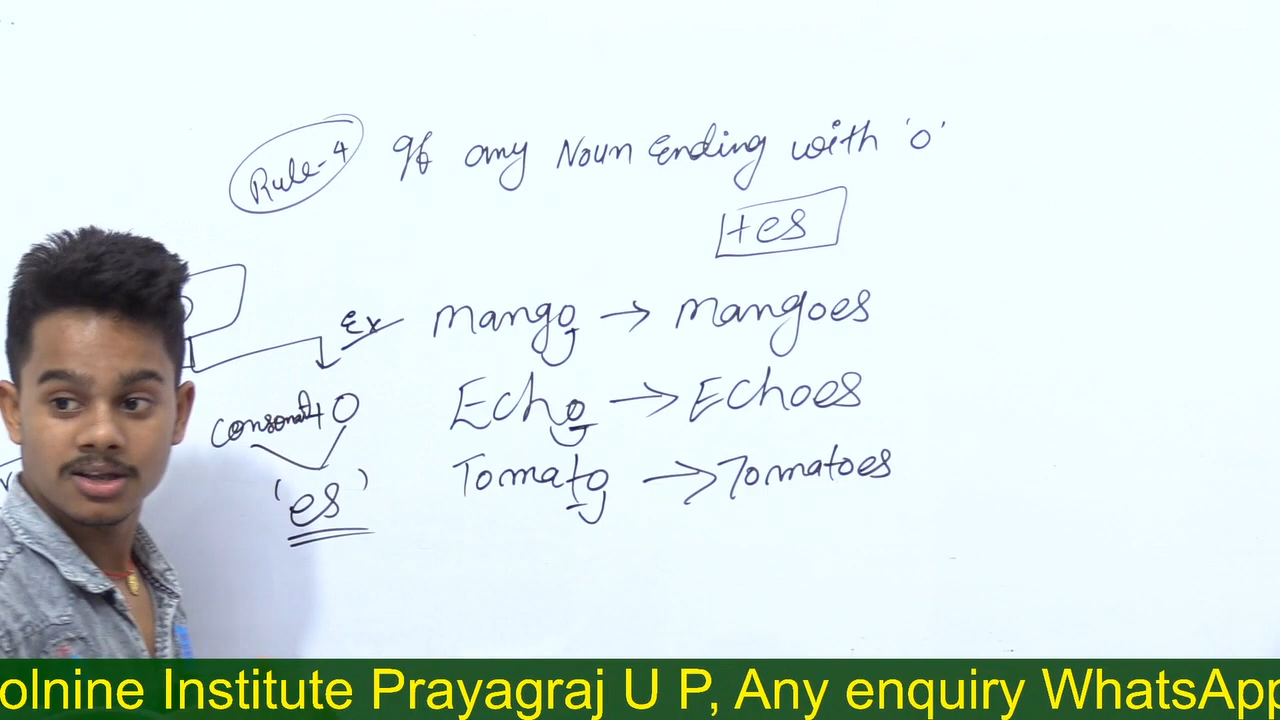 Rule-4 If any Noun Ending with 'o'
+es
Ex mango → mangoes
Echo → Echoes
Tomato → Tomatoes
consonant + O
'es'
olnine Institute Prayagraj U P, Any enquiry WhatsApp